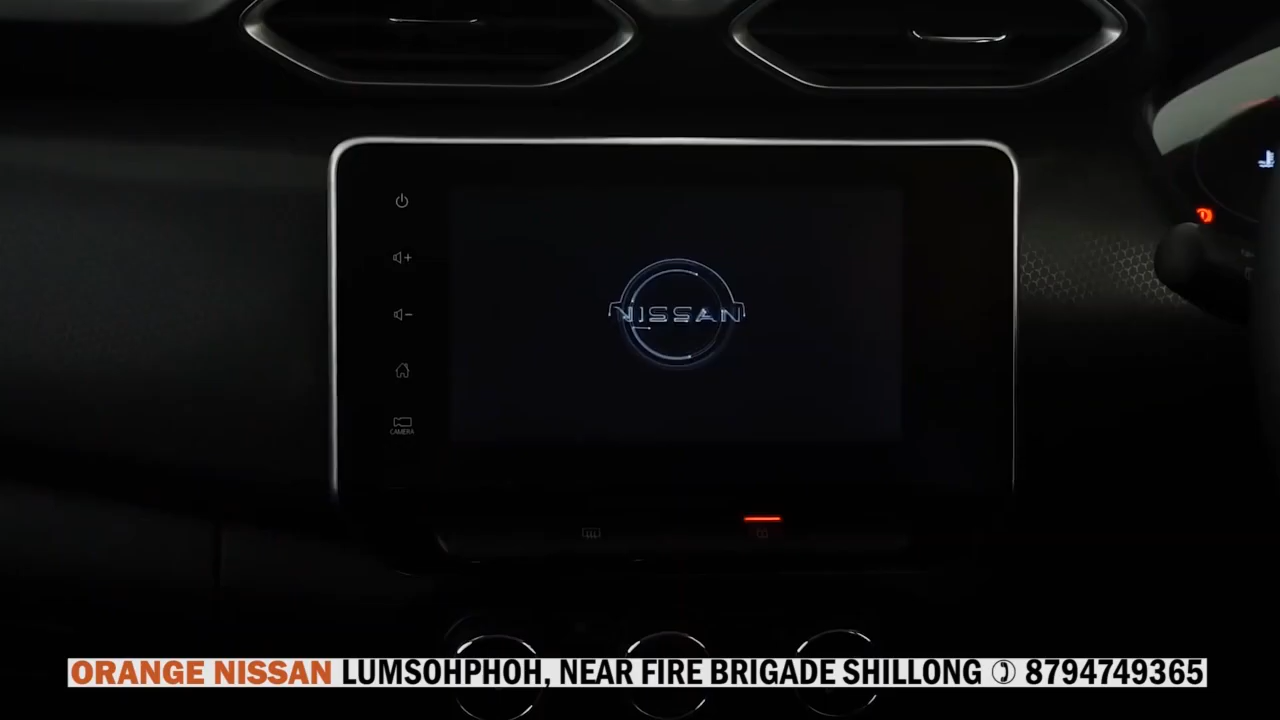 NISSAN
CAMERA
ORANGE NISSAN LUMSOHPHOH, NEAR FIRE BRIGADE SHILLONG ✆ 8794749365